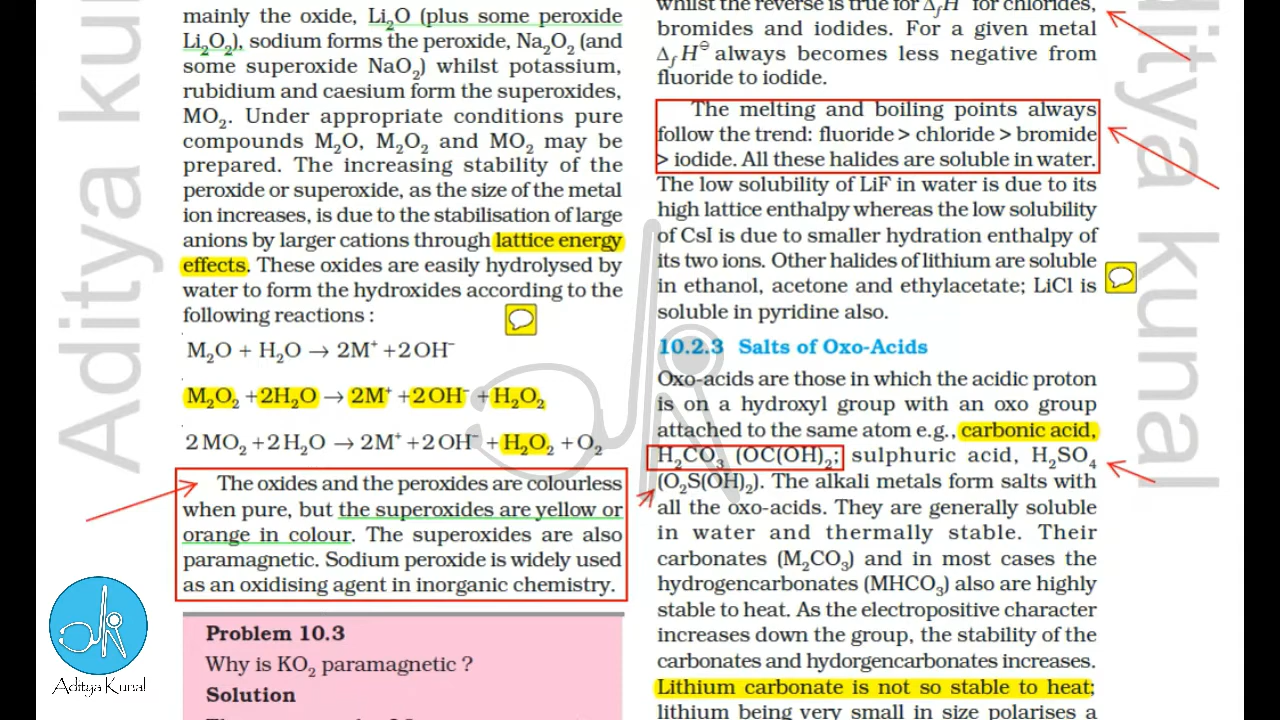 mainly the oxide, Li₂O (plus some peroxide
Li₂O₂), sodium forms the peroxide, Na₂O₂ (and
some superoxide NaO₂) whilst potassium,
rubidium and caesium form the superoxides,
MO₂. Under appropriate conditions pure
compounds M₂O, M₂O₂ and MO₂ may be
prepared. The increasing stability of the
peroxide or superoxide, as the size of the metal
ion increases, is due to the stabilisation of large
anions by larger cations through lattice energy
effects. These oxides are easily hydrolysed by
water to form the hydroxides according to the
following reactions :
M₂O + H₂O → 2M⁺ + 2OH⁻
M₂O₂ + 2H₂O → 2M⁺ + 2OH⁻ + H₂O₂
2MO₂ + 2H₂O → 2M⁺ + 2OH⁻ + H₂O₂ + O₂
The oxides and the peroxides are colourless
when pure, but the superoxides are yellow or
orange in colour. The superoxides are also
paramagnetic. Sodium peroxide is widely used
as an oxidising agent in inorganic chemistry.
Problem 10.3
Why is KO₂ paramagnetic ?
Solution
whilst the reverse is true for ΔfH⊖ for chlorides,
bromides and iodides. For a given metal
ΔfH⊖ always becomes less negative from
fluoride to iodide.
The melting and boiling points always
follow the trend: fluoride > chloride > bromide
> iodide. All these halides are soluble in water.
The low solubility of LiF in water is due to its
high lattice enthalpy whereas the low solubility
of CsI is due to smaller hydration enthalpy of
its two ions. Other halides of lithium are soluble
in ethanol, acetone and ethylacetate; LiCl is
soluble in pyridine also.
10.2.3 Salts of Oxo-Acids
Oxo-acids are those in which the acidic proton
is on a hydroxyl group with an oxo group
attached to the same atom e.g., carbonic acid,
H₂CO₃ (OC(OH)₂; sulphuric acid, H₂SO₄
(O₂S(OH)₂). The alkali metals form salts with
all the oxo-acids. They are generally soluble
in water and thermally stable. Their
carbonates (M₂CO₃) and in most cases the
hydrogencarbonates (MHCO₃) also are highly
stable to heat. As the electropositive character
increases down the group, the stability of the
carbonates and hydorgencarbonates increases.
Lithium carbonate is not so stable to heat;
lithium being very small in size polarises a
Aditya Kunal
Aditya ku
ditya
Kunal